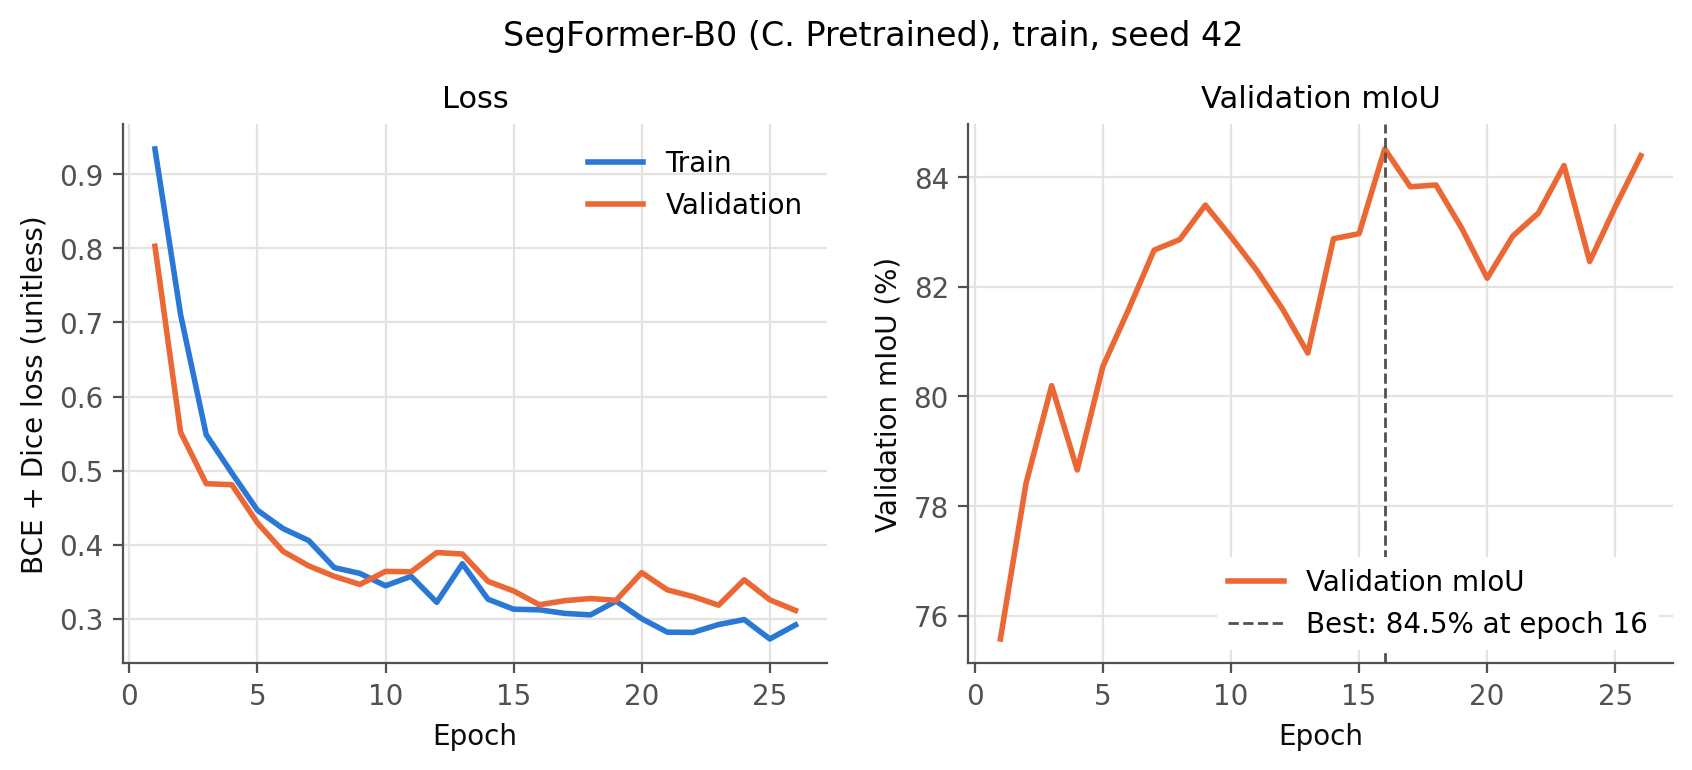 SegFormer-B0 (C. Pretrained), train, seed 42
Loss
Train
Validation
BCE + Dice loss (unitless)
0.9
0.8
0.7
0.6
0.5
0.4
0.3
0 5 10 15 20 25
Epoch
Validation mIoU
Validation mIoU (%)
84
82
80
78
76
Validation mIoU
Best: 84.5% at epoch 16
0 5 10 15 20 25
Epoch